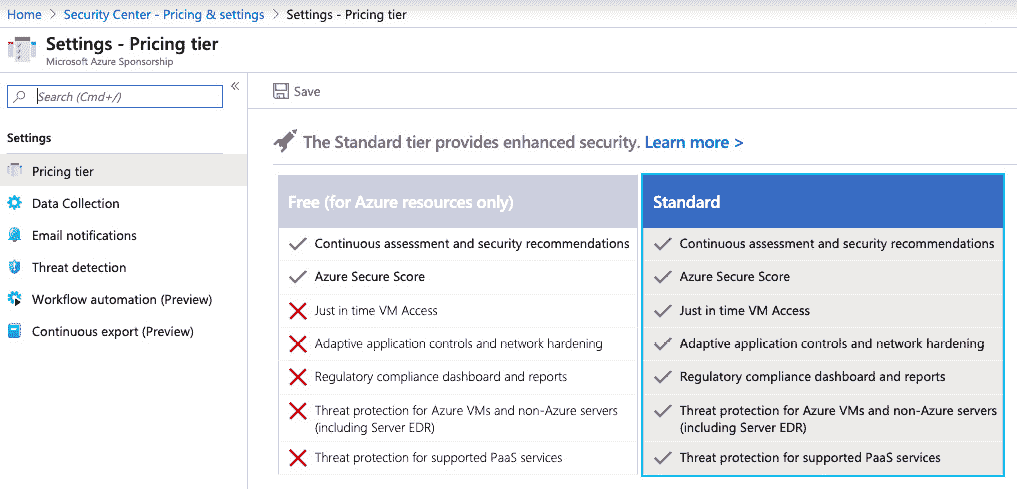 Home > Security Center - Pricing & settings > Settings - Pricing tier
Settings - Pricing tier
Microsoft Azure Sponsorship
Search (Cmd+/)
«
Settings
Pricing tier
Data Collection
Email notifications
Threat detection
Workflow automation (Preview)
Continuous export (Preview)
Save
The Standard tier provides enhanced security. Learn more >
Free (for Azure resources only)
Continuous assessment and security recommendations
Azure Secure Score
Just in time VM Access
Adaptive application controls and network hardening
Regulatory compliance dashboard and reports
Threat protection for Azure VMs and non-Azure servers
(including Server EDR)
Threat protection for supported PaaS services
Standard
Continuous assessment and security recommendations
Azure Secure Score
Just in time VM Access
Adaptive application controls and network hardening
Regulatory compliance dashboard and reports
Threat protection for Azure VMs and non-Azure servers
(including Server EDR)
Threat protection for supported PaaS services